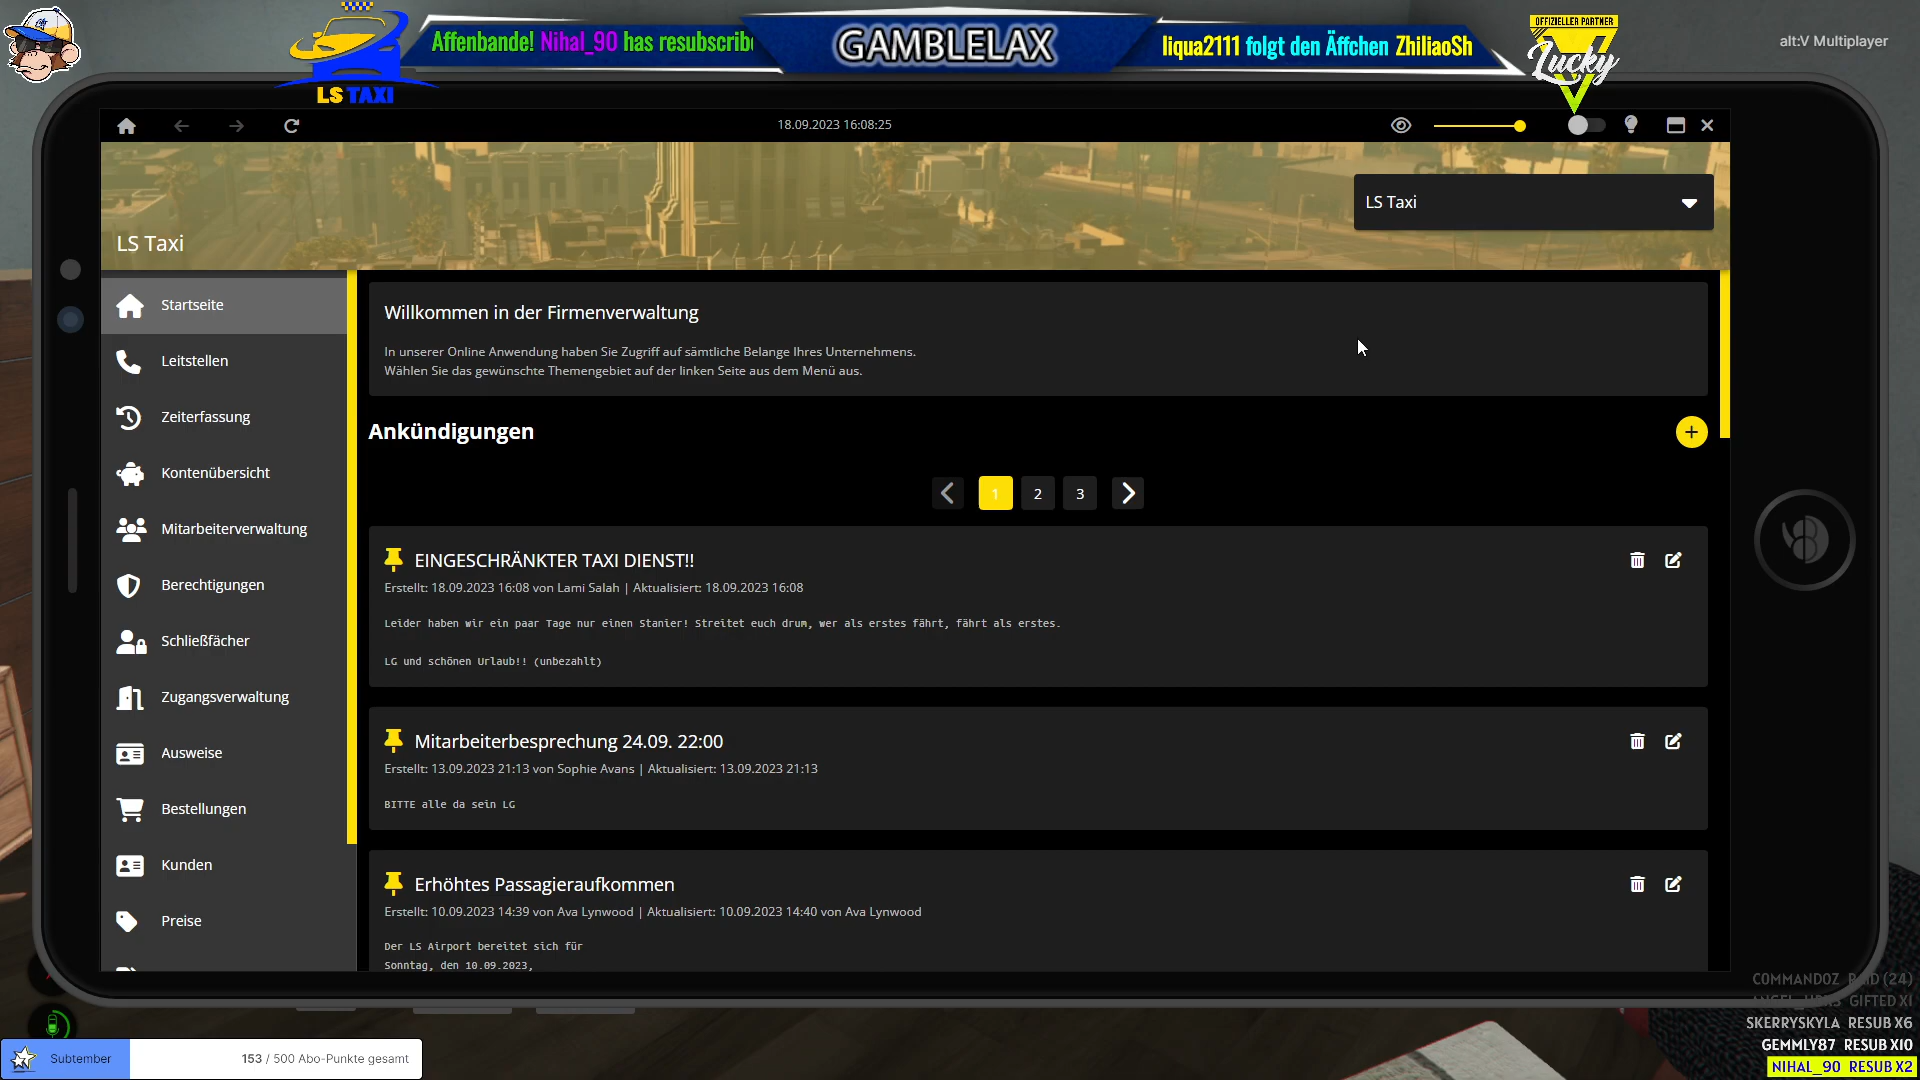 Affenbande! Nihal_90 has resubscribe
GAMBLELAX
liqua2111 folgt den Äffchen ZhiliaoSh
OFFIZIELLER PARTNER
Lucky
alt:V Multiplayer
LS TAXI
18.09.2023 16:08:25
LS Taxi
LS Taxi
Startseite
Leitstellen
Zeiterfassung
Kontenübersicht
Mitarbeiterverwaltung
Berechtigungen
Schließfächer
Zugangsverwaltung
Ausweise
Bestellungen
Kunden
Preise
Willkommen in der Firmenverwaltung
In unserer Online Anwendung haben Sie Zugriff auf sämtliche Belange Ihres Unternehmens.
Wählen Sie das gewünschte Themengebiet auf der linken Seite aus dem Menü aus.
Ankündigungen
1 2 3
EINGESCHRÄNKTER TAXI DIENST!!
Erstellt: 18.09.2023 16:08 von Lami Salah | Aktualisiert: 18.09.2023 16:08
Leider haben wir ein paar Tage nur einen Stanier! Streitet euch drum, wer als erstes fährt, fährt als erstes.
LG und schönen Urlaub!! (unbezahlt)
Mitarbeiterbesprechung 24.09. 22:00
Erstellt: 13.09.2023 21:13 von Sophie Avans | Aktualisiert: 13.09.2023 21:13
BITTE alle da sein LG
Erhöhtes Passagieraufkommen
Erstellt: 10.09.2023 14:39 von Ava Lynwood | Aktualisiert: 10.09.2023 14:40 von Ava Lynwood
Der LS Airport bereitet sich für
Sonntag, den 10.09.2023,
COMMANDOZ (24)
GIFTED X1
SKERRYSKYLA RESUB X6
GEMMLY87 RESUB X10
NIHAL_90 RESUB X2
Subtember
153 / 500 Abo-Punkte gesamt